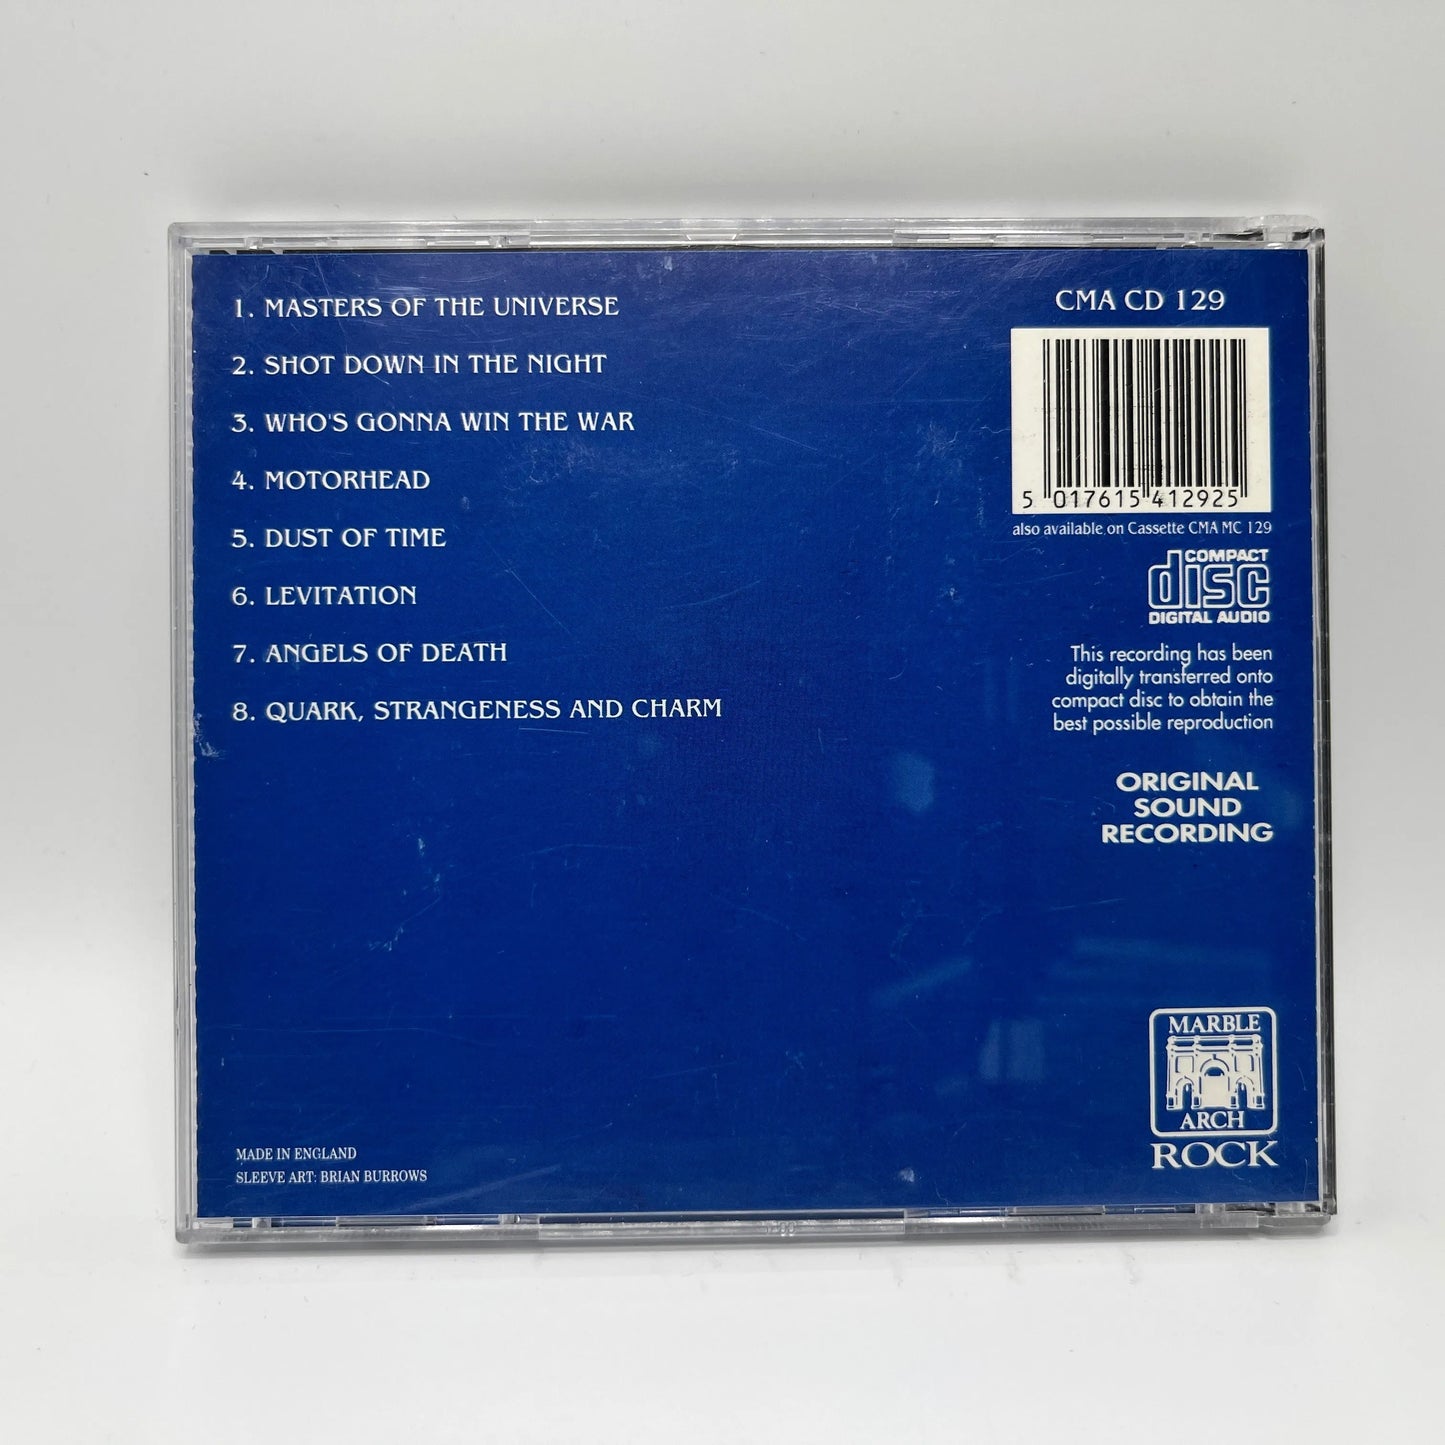 1. MASTERS OF THE UNIVERSE
2. SHOT DOWN IN THE NIGHT
3. WHO'S GONNA WIN THE WAR
4. MOTORHEAD
5. DUST OF TIME
6. LEVITATION
7. ANGELS OF DEATH
8. QUARK, STRANGENESS AND CHARM
CMA CD 129
5 017615 412925
also available on Cassette CMA MC 129
COMPACT
disc
DIGITAL AUDIO
This recording has been
digitally transferred onto
compact disc to obtain the
best possible reproduction
ORIGINAL
SOUND
RECORDING
MARBLE
ARCH
ROCK
MADE IN ENGLAND
SLEEVE ART: BRIAN BURROWS